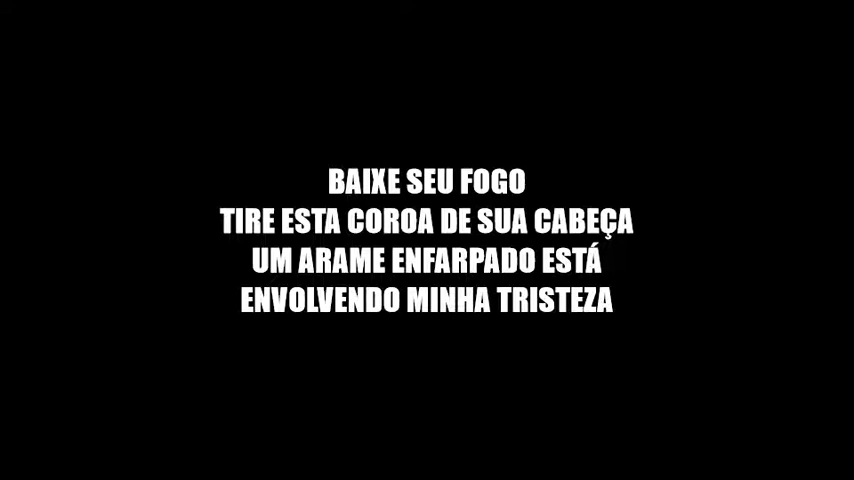 BAIXE SEU FOGO
TIRE ESTA COROA DE SUA CABEÇA
UM ARAME ENFARPADO ESTÁ
ENVOLVENDO MINHA TRISTEZA